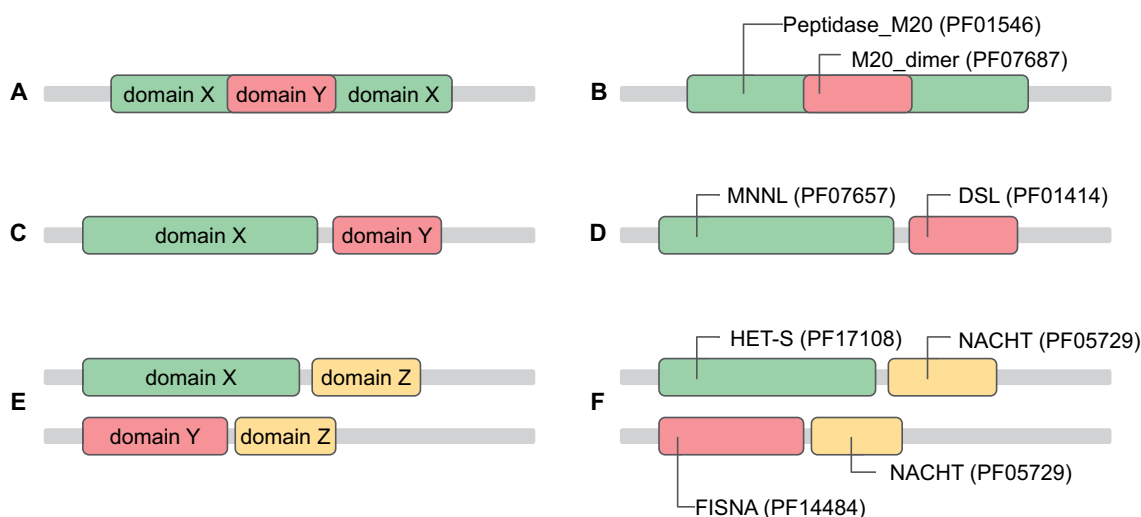 Peptidase_M20 (PF01546)
M20_dimer (PF07687)
A domain X domain Y domain X B
MNNL (PF07657) DSL (PF01414)
C domain X domain Y D
HET-S (PF17108) NACHT (PF05729)
domain X domain Z
E F
domain Y domain Z
NACHT (PF05729)
FISNA (PF14484)